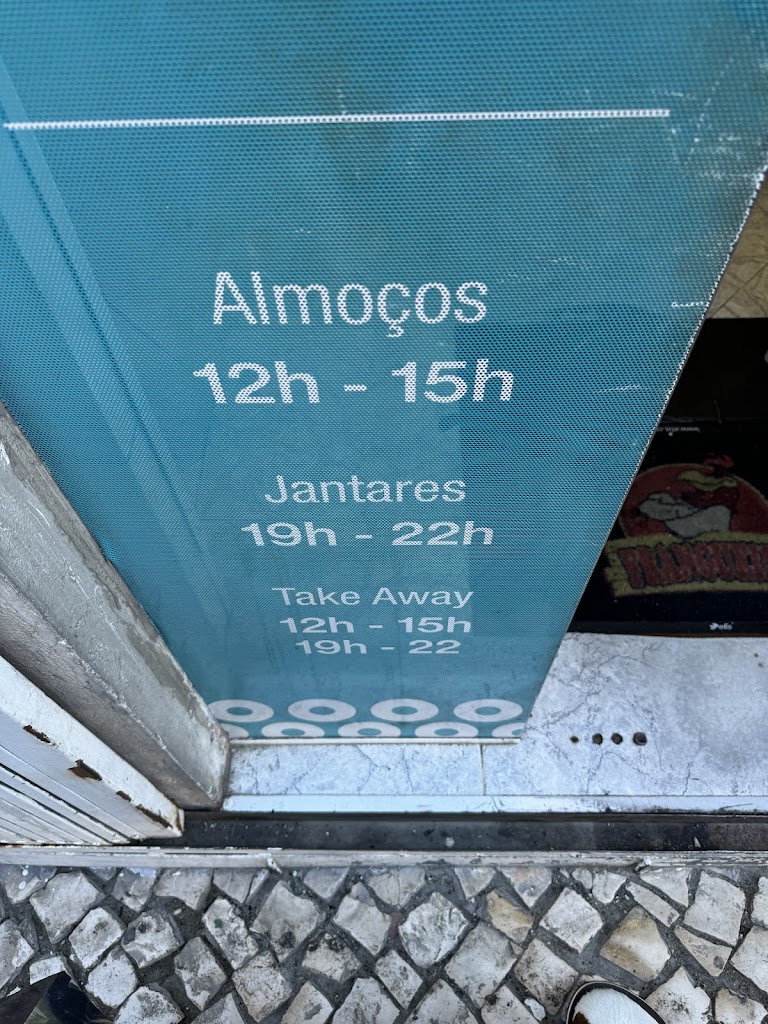 Almoços
12h - 15h
Jantares
19h - 22h
Take Away
12h - 15h
19h - 22